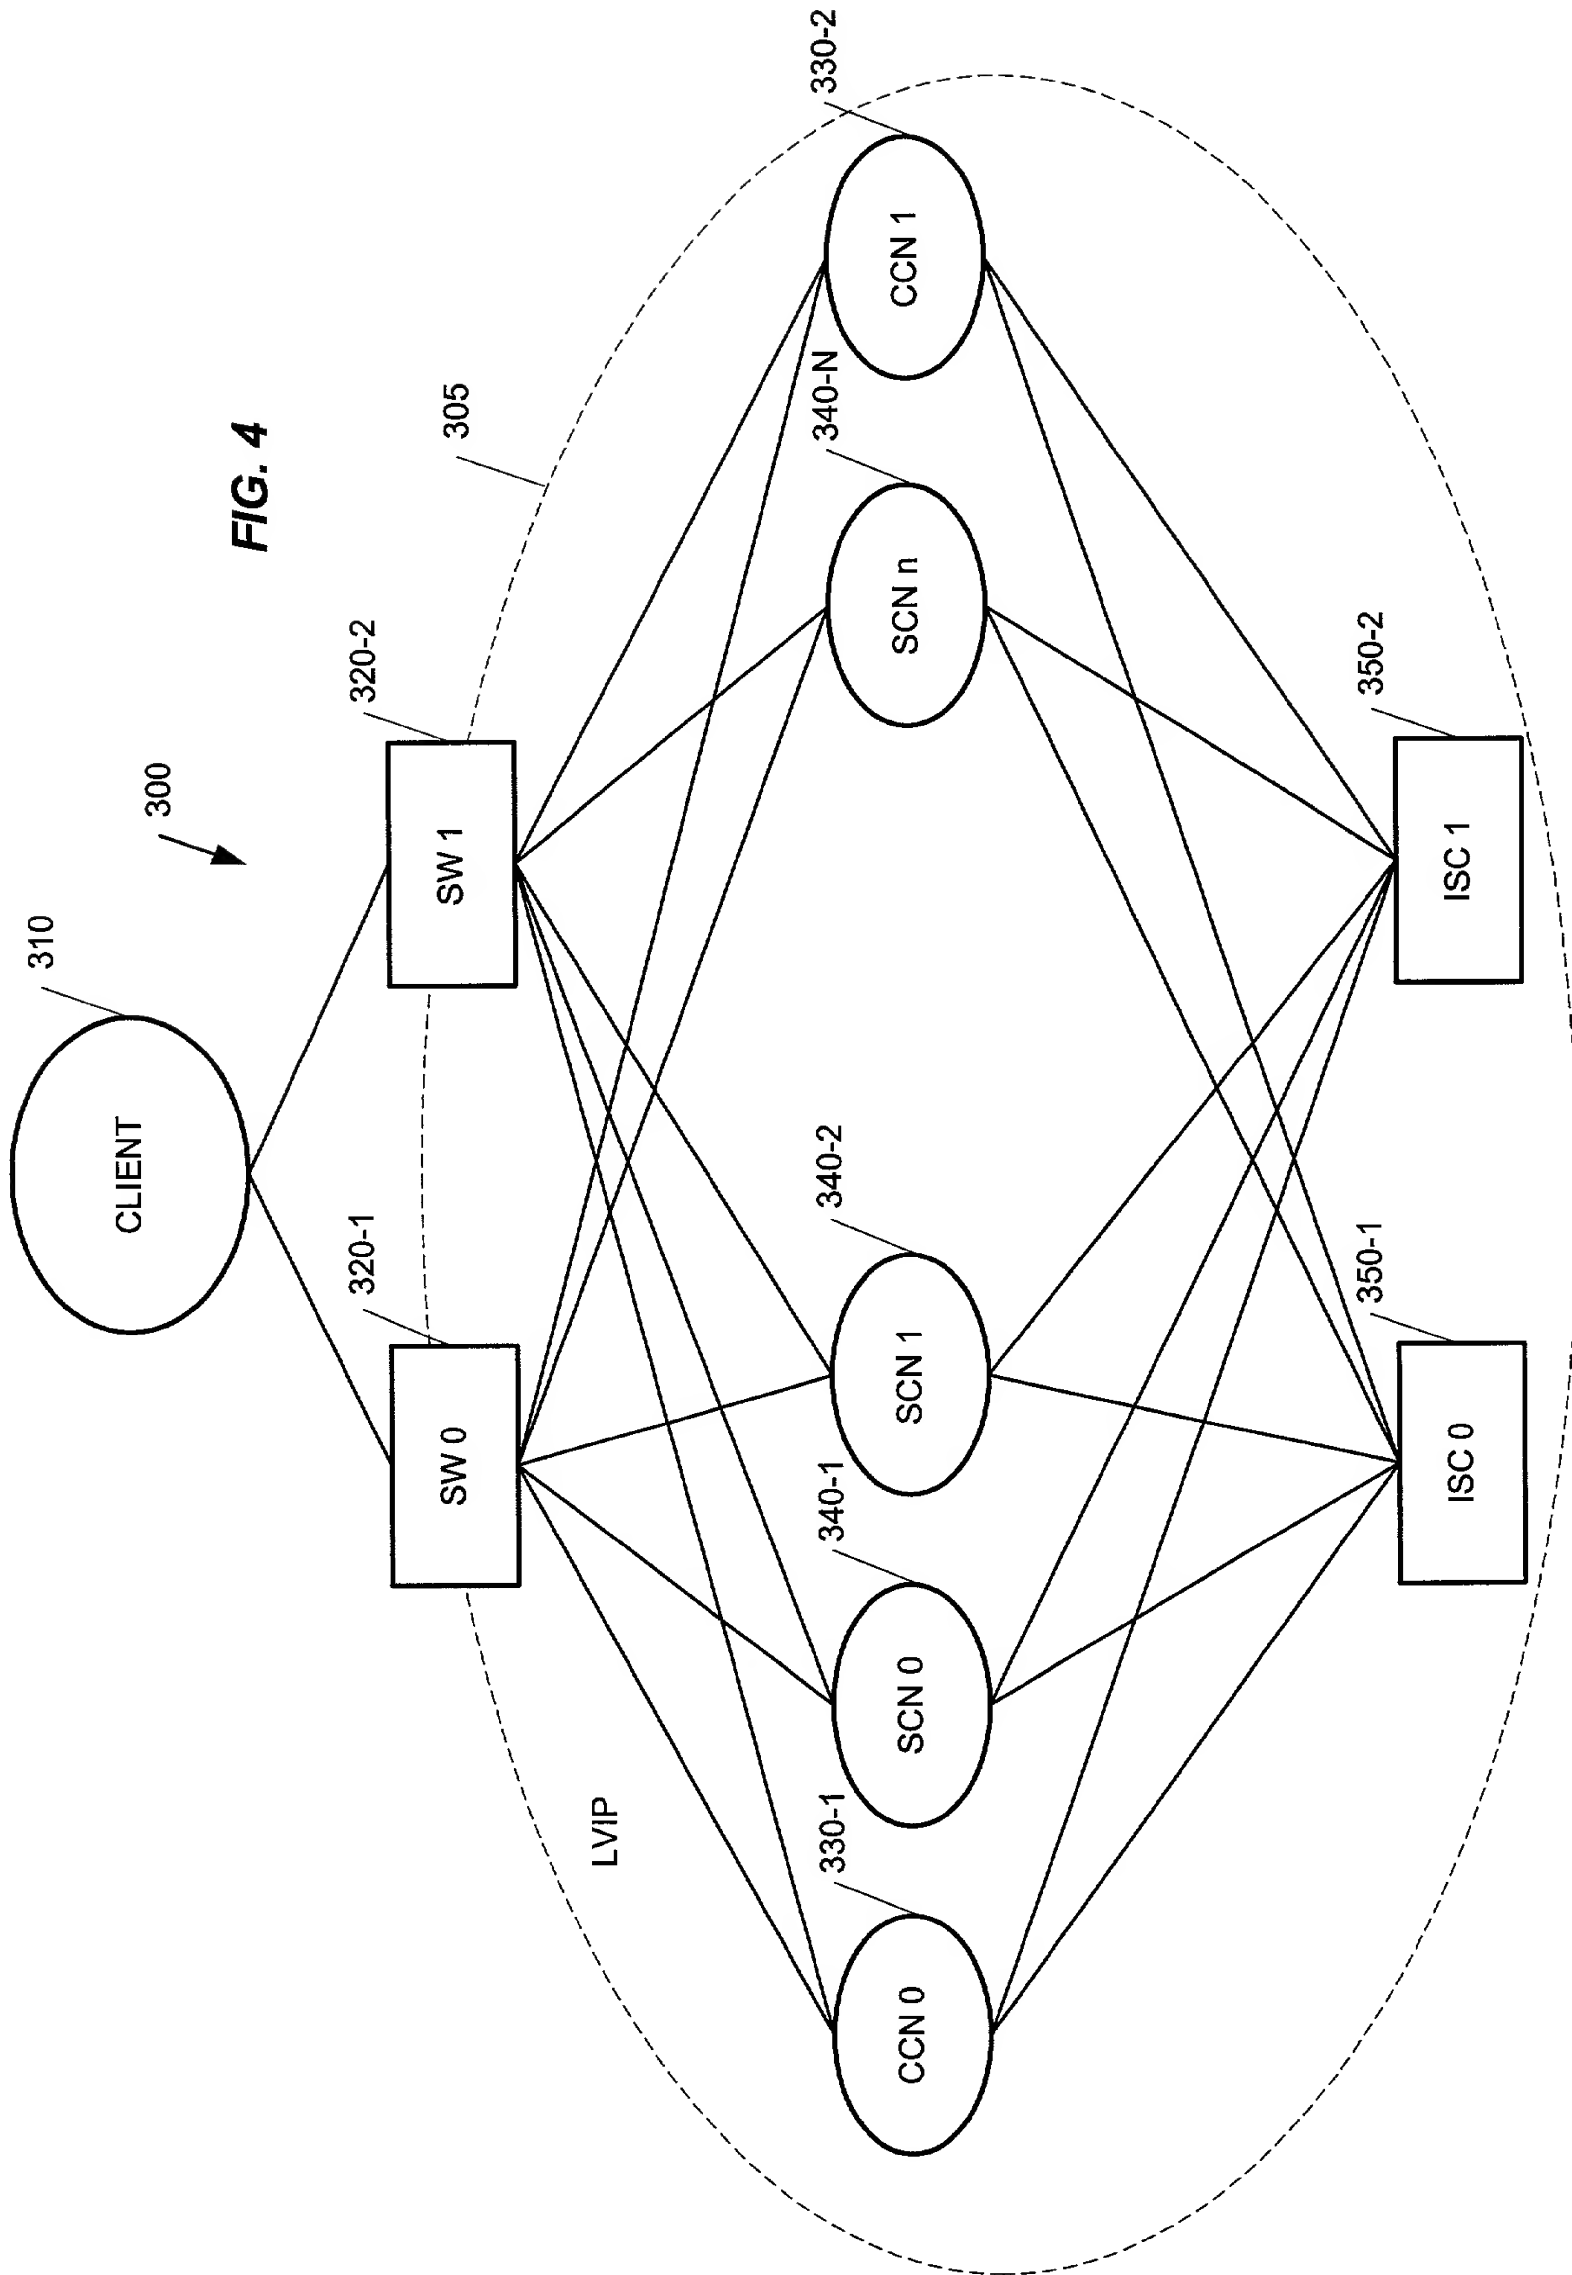 FIG. 4
300
310
CLIENT
320-1
320-2
SW 0
SW 1
305
LVIP
330-1
340-1
340-2
340-N
330-2
CCN 0
SCN 0
SCN 1
SCN n
CCN 1
350-1
350-2
ISC 0
ISC 1